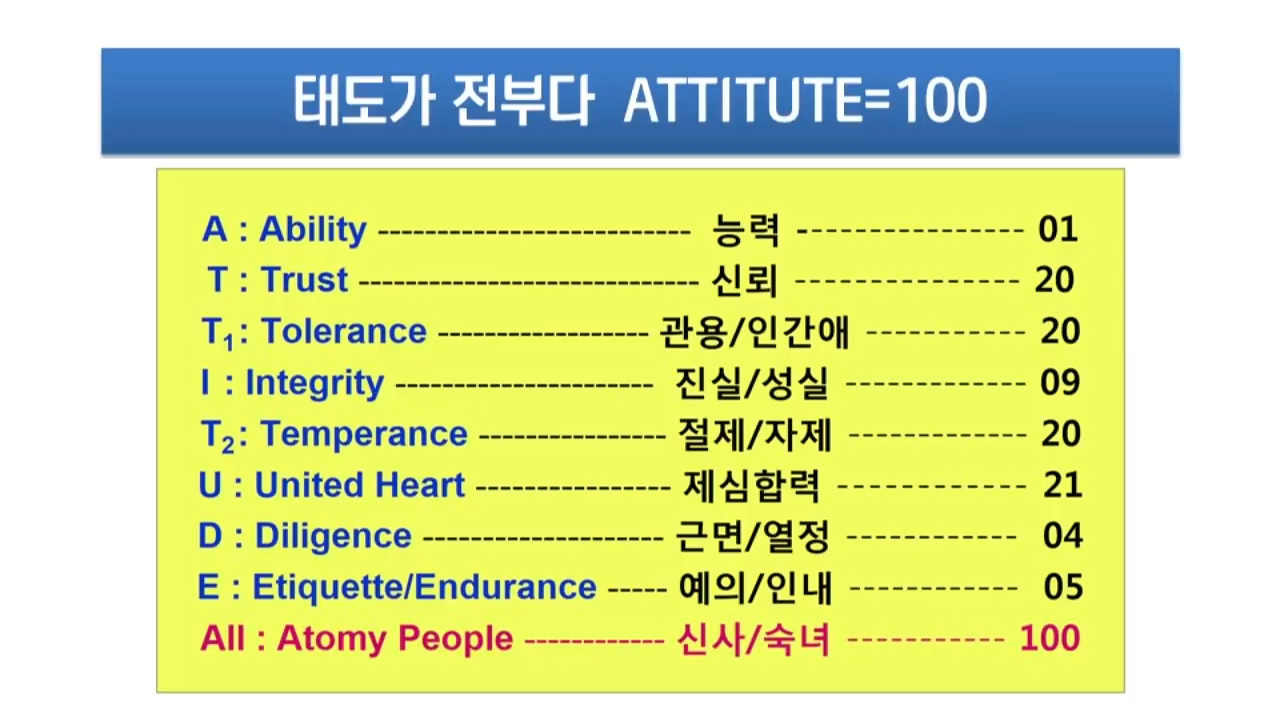 태도가 전부다 ATTITUTE=100
A : Ability -------------------------- 능력 ---------------- 01
T : Trust ---------------------------- 신뢰 ---------------- 20
T₁: Tolerance ------------------ 관용/인간애 ----------- 20
I : Integrity ---------------------- 진실/성실 ------------- 09
T₂: Temperance ---------------- 절제/자제 ------------- 20
U : United Heart ----------------- 제심합력 ------------- 21
D : Diligence -------------------- 근면/열정 ------------ 04
E : Etiquette/Endurance ----- 예의/인내 ------------ 05
All : Atomy People ------------ 신사/숙녀 ----------- 100